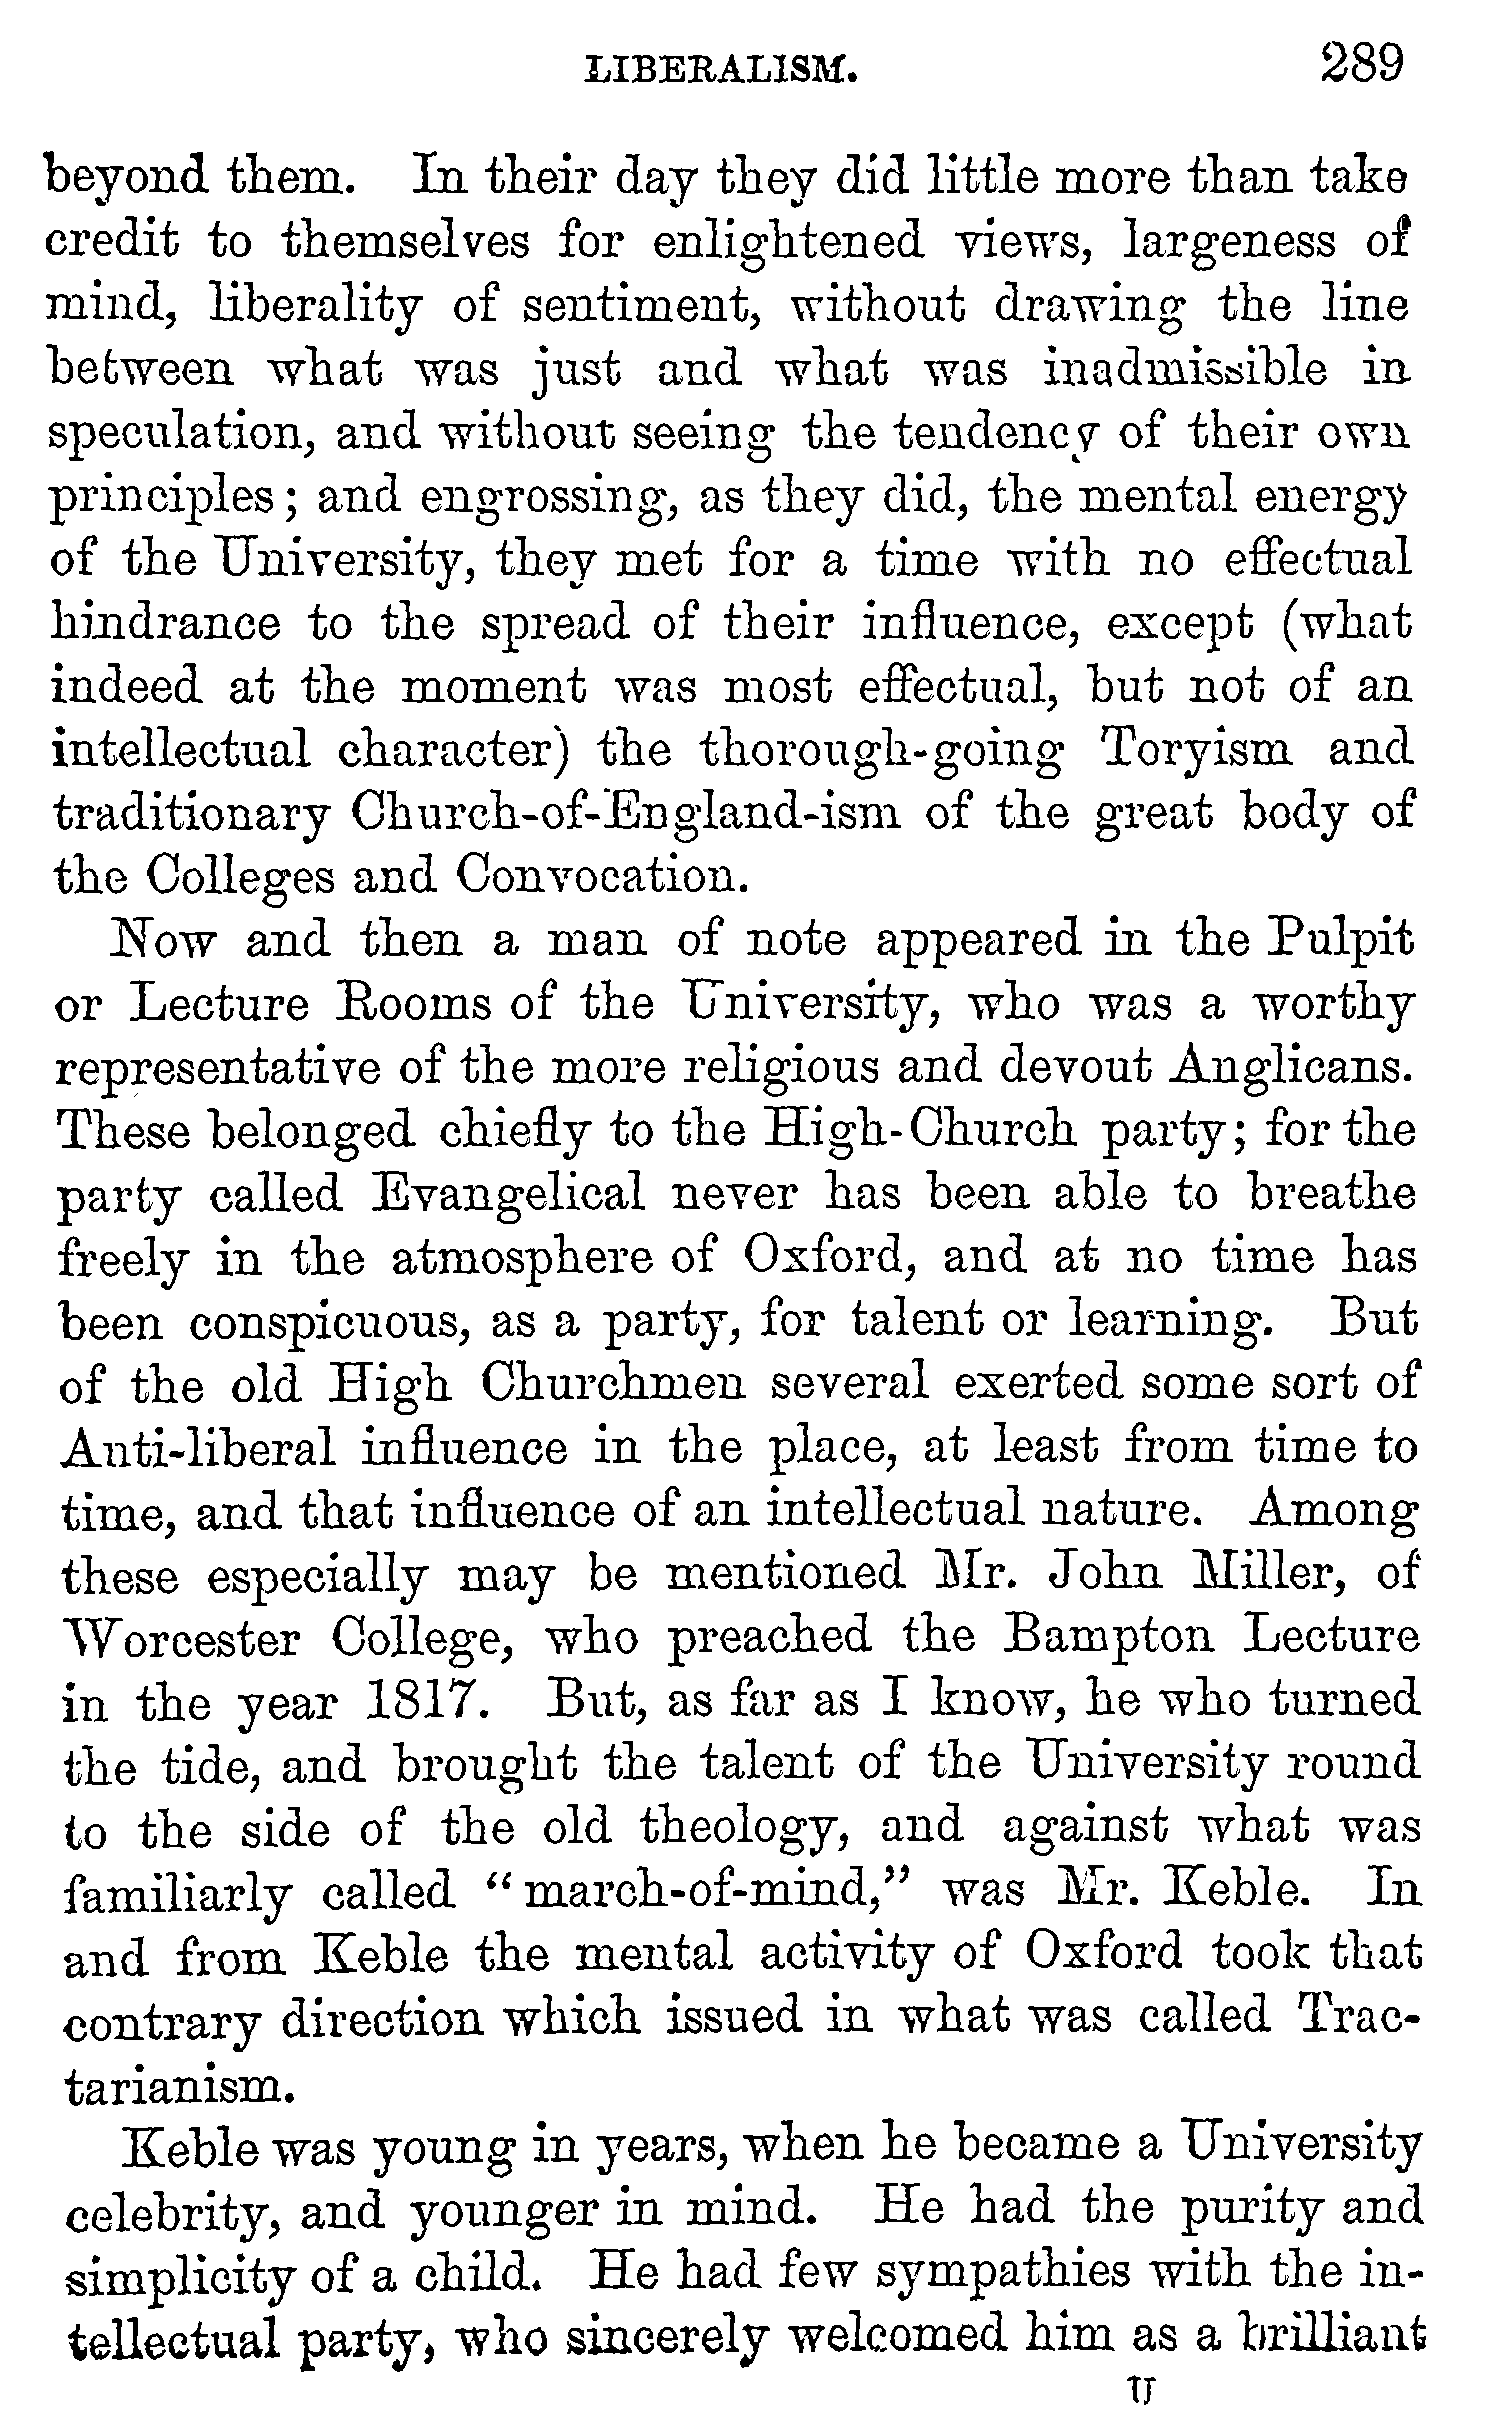 LIBERALISM. 289
beyond them. In their day they did little more than take
credit to themselves for enlightened views, largeness of
mind, liberality of sentiment, without drawing the line
between what was just and what was inadmissible in
speculation, and without seeing the tendency of their own
principles; and engrossing, as they did, the mental energy
of the University, they met for a time with no effectual
hindrance to the spread of their influence, except (what
indeed at the moment was most effectual, but not of an
intellectual character) the thorough-going Toryism and
traditionary Church-of-England-ism of the great body of
the Colleges and Convocation.
Now and then a man of note appeared in the Pulpit
or Lecture Rooms of the University, who was a worthy
representative of the more religious and devout Anglicans.
These belonged chiefly to the High-Church party; for the
party called Evangelical never has been able to breathe
freely in the atmosphere of Oxford, and at no time has
been conspicuous, as a party, for talent or learning. But
of the old High Churchmen several exerted some sort of
Anti-liberal influence in the place, at least from time to
time, and that influence of an intellectual nature. Among
these especially may be mentioned Mr. John Miller, of
Worcester College, who preached the Bampton Lecture
in the year 1817. But, as far as I know, he who turned
the tide, and brought the talent of the University round
to the side of the old theology, and against what was
familiarly called "march-of-mind," was Mr. Keble. In
and from Keble the mental activity of Oxford took that
contrary direction which issued in what was called Trac-
tarianism.
Keble was young in years, when he became a University
celebrity, and younger in mind. He had the purity and
simplicity of a child. He had few sympathies with the in-
tellectual party, who sincerely welcomed him as a brilliant
U